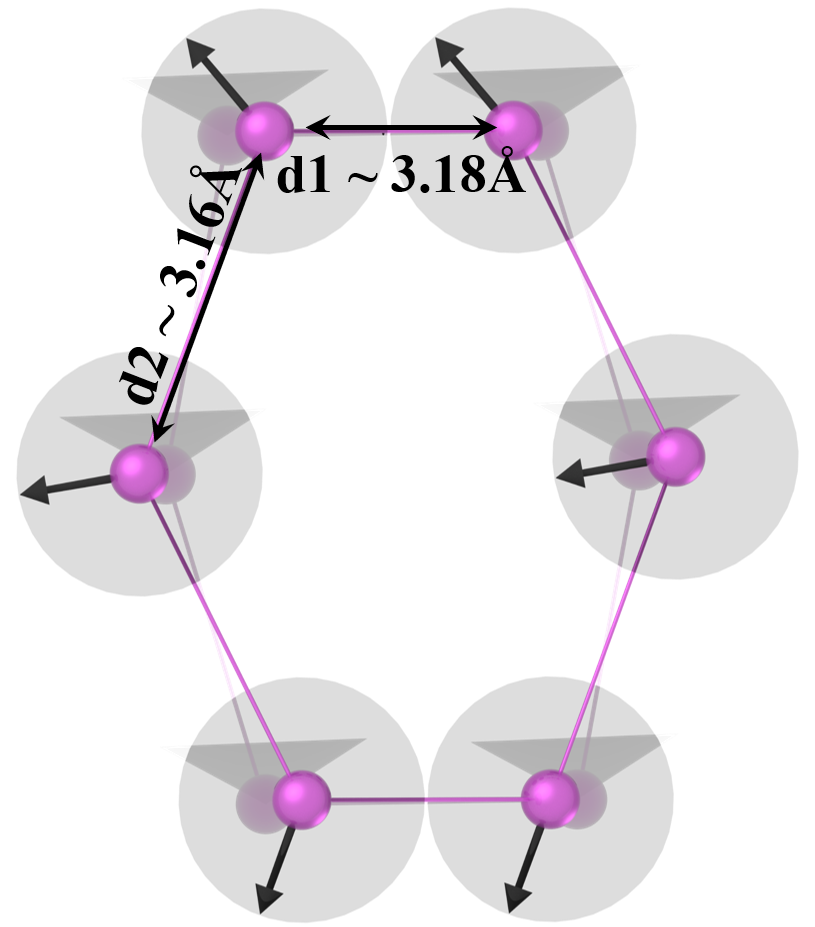 d1 ~ 3.18Å
d2 ~ 3.16Å